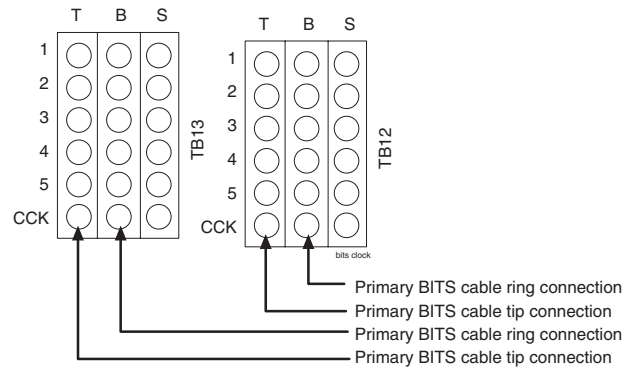 T B S
1
2
3
4
5
CCK
TB13
T B S
1
2
3
4
5
CCK
TB12
bits clock
Primary BITS cable ring connection
Primary BITS cable tip connection
Primary BITS cable ring connection
Primary BITS cable tip connection